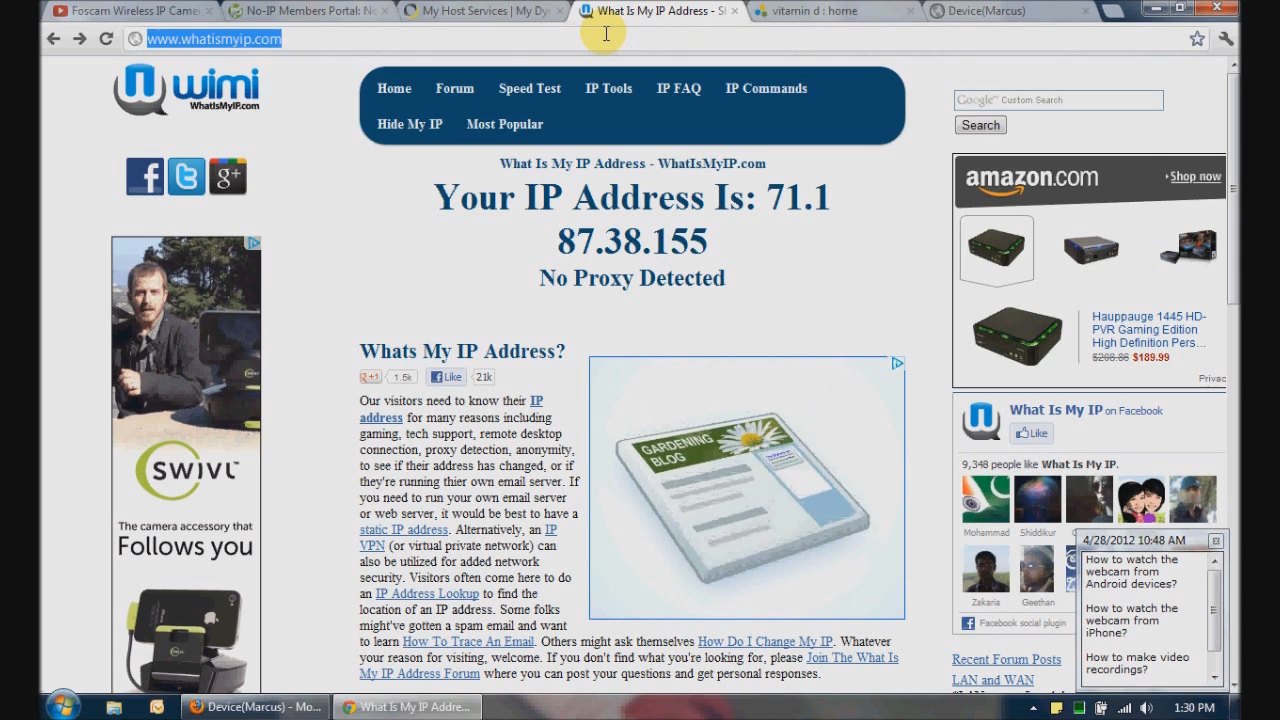 Foscam Wireless IP Came
No-IP Members Portal: Ne
My Host Services | My Dy
What Is My IP Address - S
vitamin d : home
Device(Marcus)
www.whatismyip.com
wimi
WhatIsMyIP.com
Home
Forum
Speed Test
IP Tools
IP FAQ
IP Commands
Hide My IP
Most Popular
Google™ Custom Search
Search
What Is My IP Address - WhatIsMyIP.com
Your IP Address Is: 71.1
87.38.155
No Proxy Detected
amazon.com
Shop now
Hauppauge 1445 HD-
PVR Gaming Edition
High Definition Pers...
$208.86 $189.99
Privac
SWIVL™
The camera accessory that
Follows you
SWIVL
Whats My IP Address?
+1 1.5k Like 21k
Our visitors need to know their IP
address for many reasons including
gaming, tech support, remote desktop
connection, proxy detection, anonymity,
to see if their address has changed, or if
they're running thier own email server. If
you need to run your own email server
or web server, it would be best to have a
static IP address. Alternatively, an IP
VPN (or virtual private network) can
also be utilized for added network
security. Visitors often come here to do
an IP Address Lookup to find the
location of an IP address. Some folks
might've gotten a spam email and want
to learn How To Trace An Email. Others might ask themselves How Do I Change My IP. Whatever
your reason for visiting, welcome. If you don't find what you're looking for, please Join The What Is
My IP Address Forum where you can post your questions and get personal responses.
GARDENING
BLOG
What Is My IP on Facebook
Like
9,348 people like What Is My IP.
Mohammad
Shiddikur
Zakaria
Geethan
Facebook social plugin
Recent Forum Posts
LAN and WAN
4/28/2012 10:48 AM
How to watch the
webcam from
Android devices?
How to watch the
webcam from
iPhone?
How to make video
recordings?
Device(Marcus) - Mo...
What Is My IP Addre...
1:30 PM